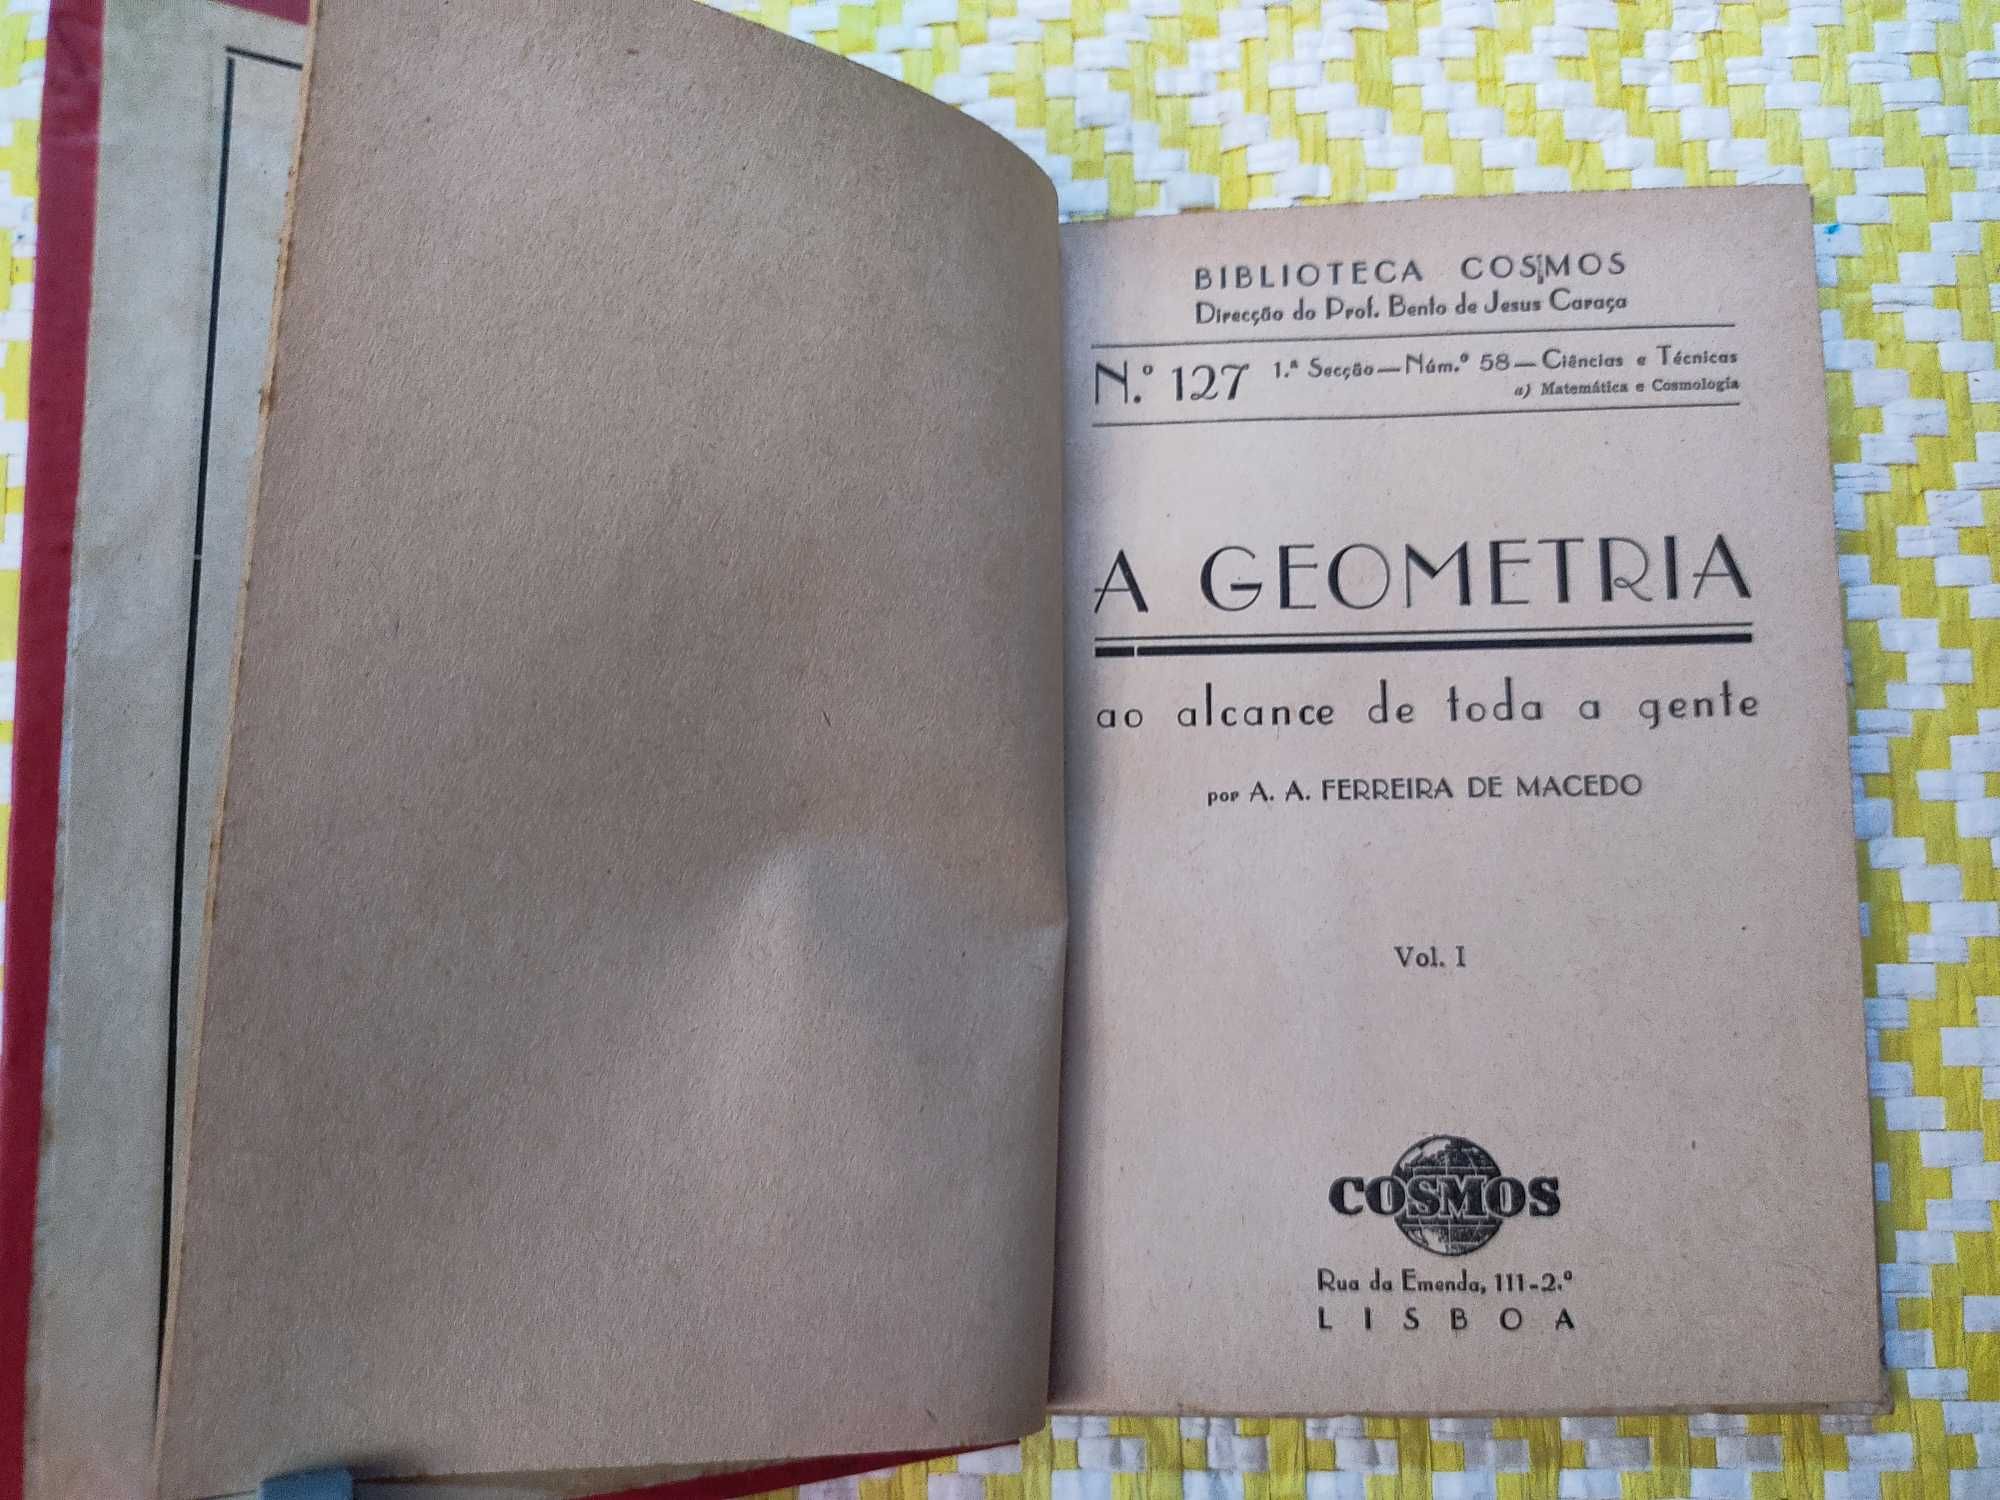 BIBLIOTECA COSMOS
Direcção do Prof. Bento de Jesus Caraça
N.º 127 1.ª Secção — Núm.º 58 — Ciências e Técnicas
a) Matemática e Cosmologia
A GEOMETRIA
ao alcance de toda a gente
por A. A. FERREIRA DE MACEDO
Vol. I
COSMOS
Rua da Emenda, 111-2.º
LISBOA